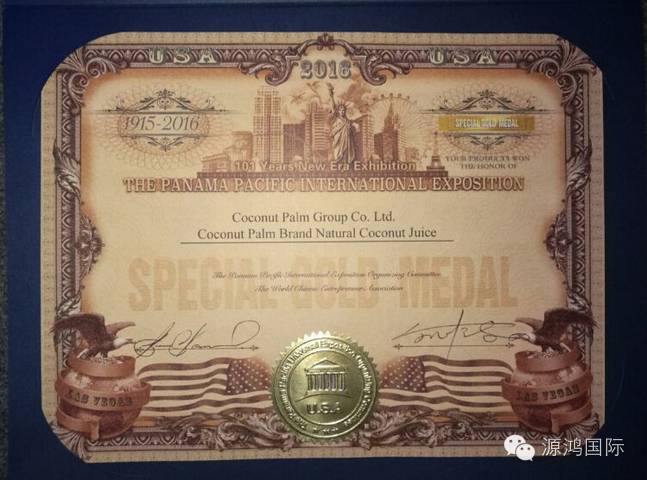 USA
USA
2016
1915-2016
SPECIAL GOLD MEDAL
YOUR PRODUCTS WON
THE HONOR OF
101 Years New Era Exhibition
THE PANAMA PACIFIC INTERNATIONAL EXPOSITION
Coconut Palm Group Co. Ltd.
Coconut Palm Brand Natural Coconut Juice
SPECIAL GOLD MEDAL
The Panama Pacific International Exposition Organizing Committee
The World Chinese Entrepreneurs Association
LAS VEGAS
LAS VEGAS
U.S.A
源鸿国际